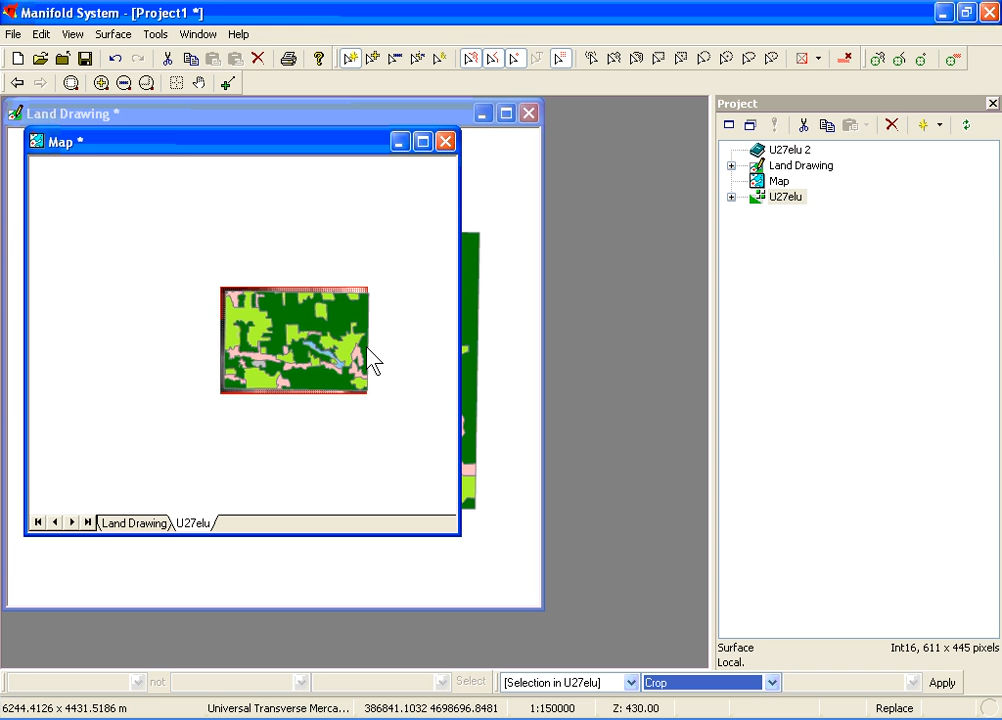 Manifold System - [Project1 *]
File Edit View Surface Tools Window Help
Land Drawing *
Map *
Land Drawing
U27elu
Project
U27elu 2
Land Drawing
Map
U27elu
Surface Int16, 611 x 445 pixels
Local.
not
Select
[Selection in U27elu]
Crop
Apply
6244.4126 x 4431.5186 m Universal Transverse Merca... 386841.1032 4698696.8481 1:150000 Z: 430.00 Replace